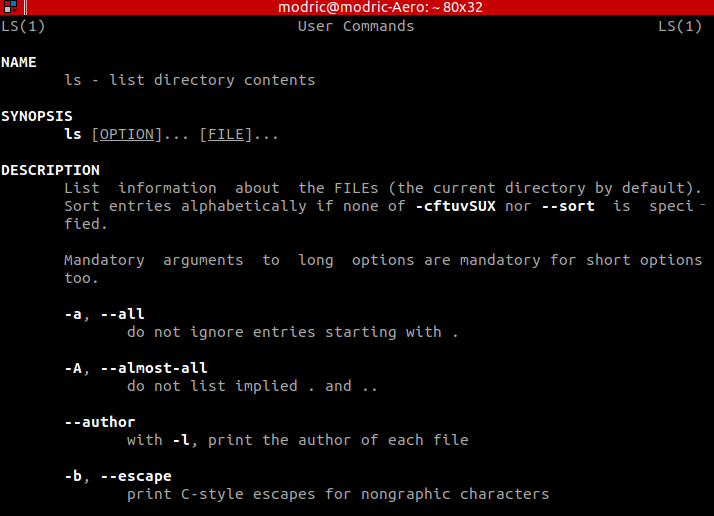 modric@modric-Aero: ~ 80x32
LS(1) User Commands LS(1)
NAME
ls - list directory contents
SYNOPSIS
ls [OPTION]... [FILE]...
DESCRIPTION
List information about the FILEs (the current directory by default).
Sort entries alphabetically if none of -cftuvSUX nor --sort is speci‐
fied.
Mandatory arguments to long options are mandatory for short options
too.
-a, --all
do not ignore entries starting with .
-A, --almost-all
do not list implied . and ..
--author
with -l, print the author of each file
-b, --escape
print C-style escapes for nongraphic characters